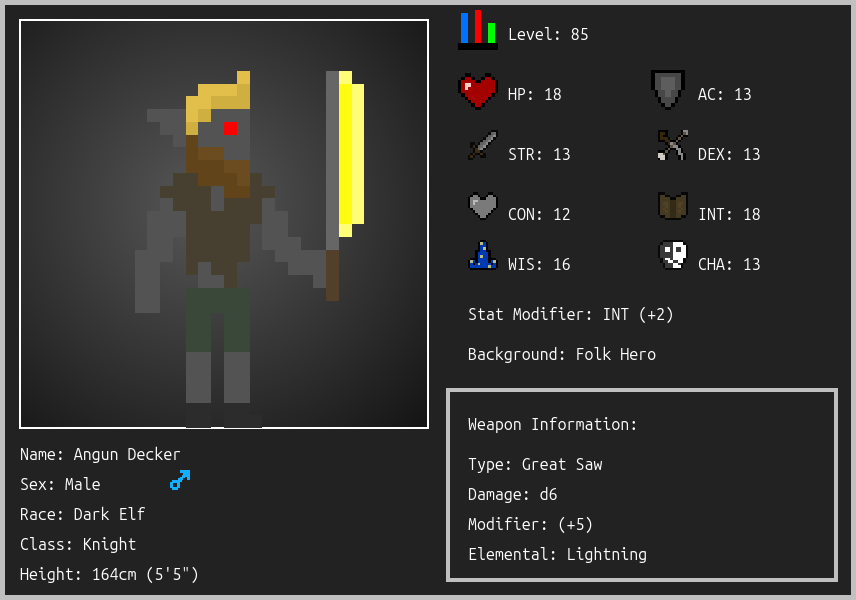 Level: 85
HP: 18
AC: 13
STR: 13
DEX: 13
CON: 12
INT: 18
WIS: 16
CHA: 13
Stat Modifier: INT (+2)
Background: Folk Hero
Weapon Information:
Type: Great Saw
Damage: d6
Modifier: (+5)
Elemental: Lightning
Name: Angun Decker
Sex: Male
Race: Dark Elf
Class: Knight
Height: 164cm (5'5")